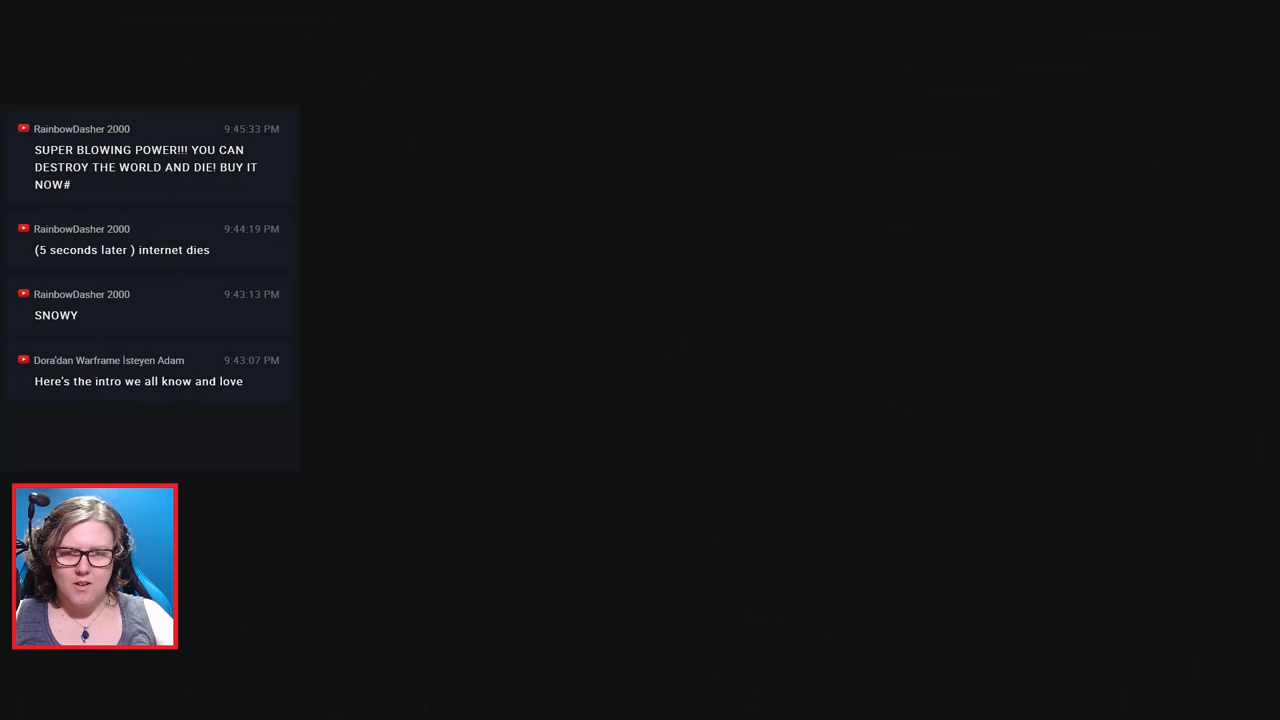 RainbowDasher 2000 9:45:33 PM
SUPER BLOWING POWER!!! YOU CAN
DESTROY THE WORLD AND DIE! BUY IT
NOW#
RainbowDasher 2000 9:44:19 PM
(5 seconds later ) internet dies
RainbowDasher 2000 9:43:13 PM
SNOWY
Dora'dan Warframe İsteyen Adam 9:43:07 PM
Here's the intro we all know and love